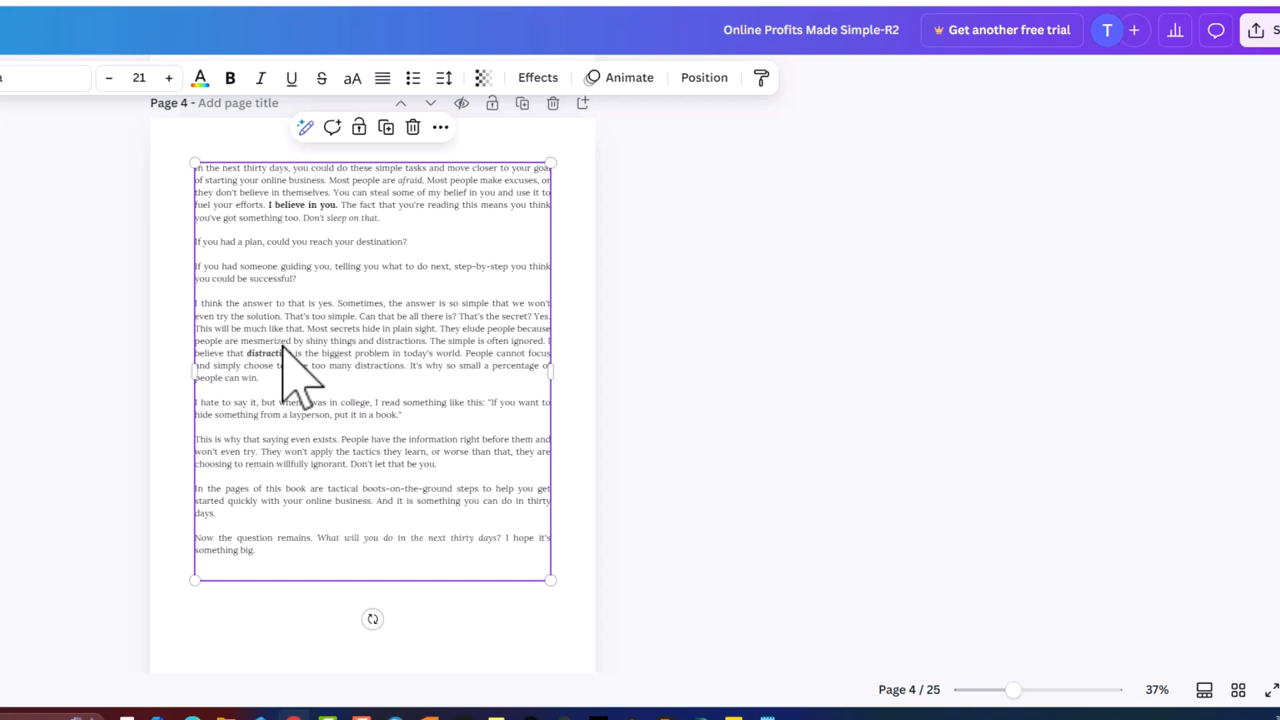 Online Profits Made Simple-R2
Get another free trial
T
21
A B I U S aA
Effects
Animate
Position
Page 4 - Add page title
In the next thirty days, you could do these simple tasks and move closer to your goal
of starting your online business. Most people are afraid. Most people make excuses, or
they don't believe in themselves. You can steal some of my belief in you and use it to
fuel your efforts. I believe in you. The fact that you're reading this means you think
you've got something too. Don't sleep on that.
If you had a plan, could you reach your destination?
If you had someone guiding you, telling you what to do next, step-by-step you think
you could be successful?
I think the answer to that is yes. Sometimes, the answer is so simple that we won't
even try the solution. That's too simple. Can that be all there is? That's the secret? Yes.
This will be much like that. Most secrets hide in plain sight. They elude people because
people are mesmerized by shiny things and distractions. The simple is often ignored. I
believe that is the biggest problem in today's world. People cannot focus
and simply choose too many distractions. It's why so small a percentage of
people can win.
I hate to say it, but when I was in college, I read something like this: "If you want to
hide something from a layperson, put it in a book."
This is why that saying even exists. People have the information right before them and
won't even try. They won't apply the tactics they learn, or worse than that, they are
choosing to remain willfully ignorant. Don't let that be you.
In the pages of this book are tactical boots-on-the-ground steps to help you get
started quickly with your online business. And it is something you can do in thirty
days.
Now the question remains. What will you do in the next thirty days? I hope it's
something big.
Page 4 / 25
37%